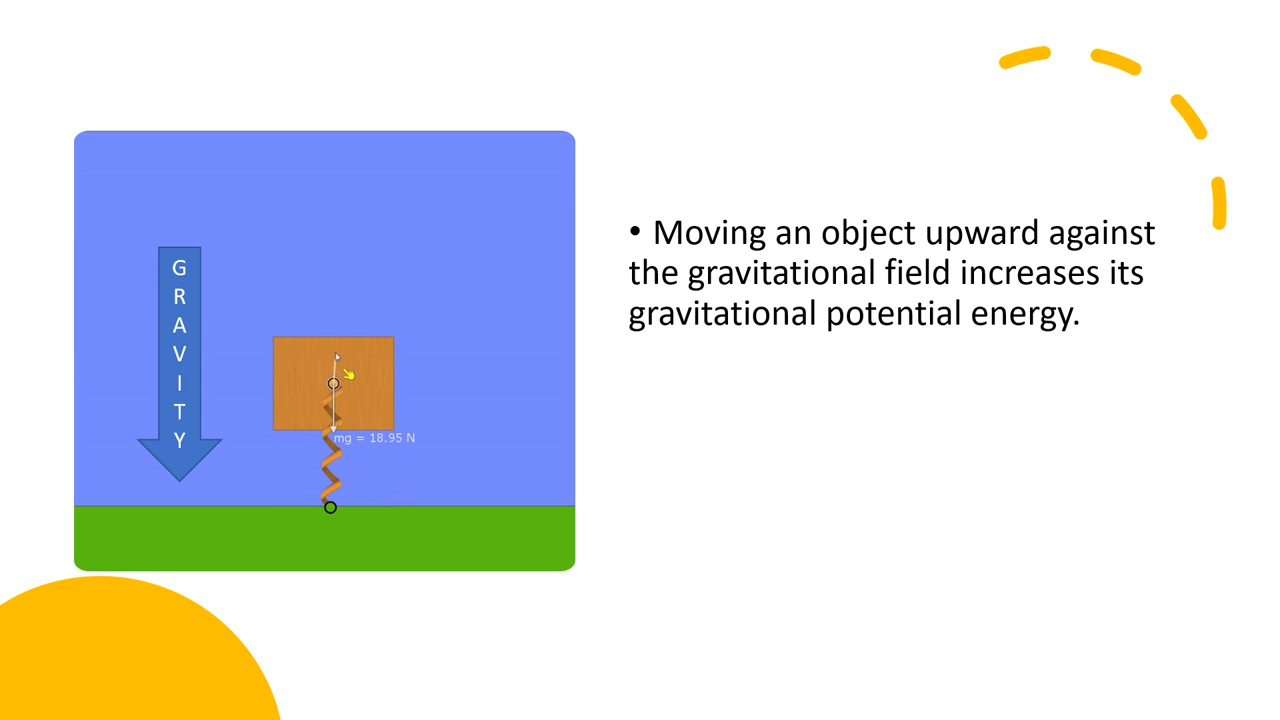 G
R
A
V
I
T
Y
mg = 18.95 N
• Moving an object upward against
the gravitational field increases its
gravitational potential energy.